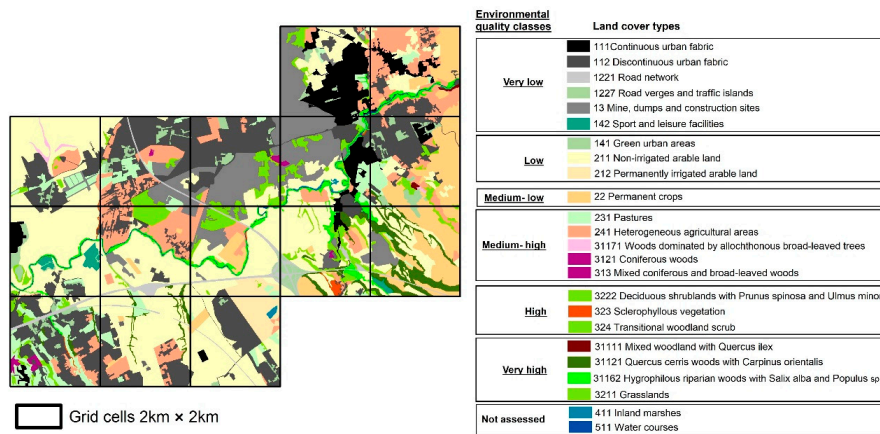 Environmental
quality classes
Land cover types
Very low
111Continuous urban fabric
112 Discontinuous urban fabric
1221 Road network
1227 Road verges and traffic islands
13 Mine, dumps and construction sites
142 Sport and leisure facilities
Low
141 Green urban areas
211 Non-irrigated arable land
212 Permanently irrigated arable land
Medium- low
22 Permanent crops
Medium- high
231 Pastures
241 Heterogeneous agricultural areas
31171 Woods dominated by allochthonous broad-leaved trees
3121 Coniferous woods
313 Mixed coniferous and broad-leaved woods
High
3222 Deciduous shrublands with Prunus spinosa and Ulmus minor
323 Sclerophyllous vegetation
324 Transitional woodland scrub
Very high
31111 Mixed woodland with Quercus ilex
31121 Quercus cerris woods with Carpinus orientalis
31162 Hygrophilous riparian woods with Salix alba and Populus sp
3211 Grasslands
Not assessed
411 Inland marshes
511 Water courses
Grid cells 2km × 2km